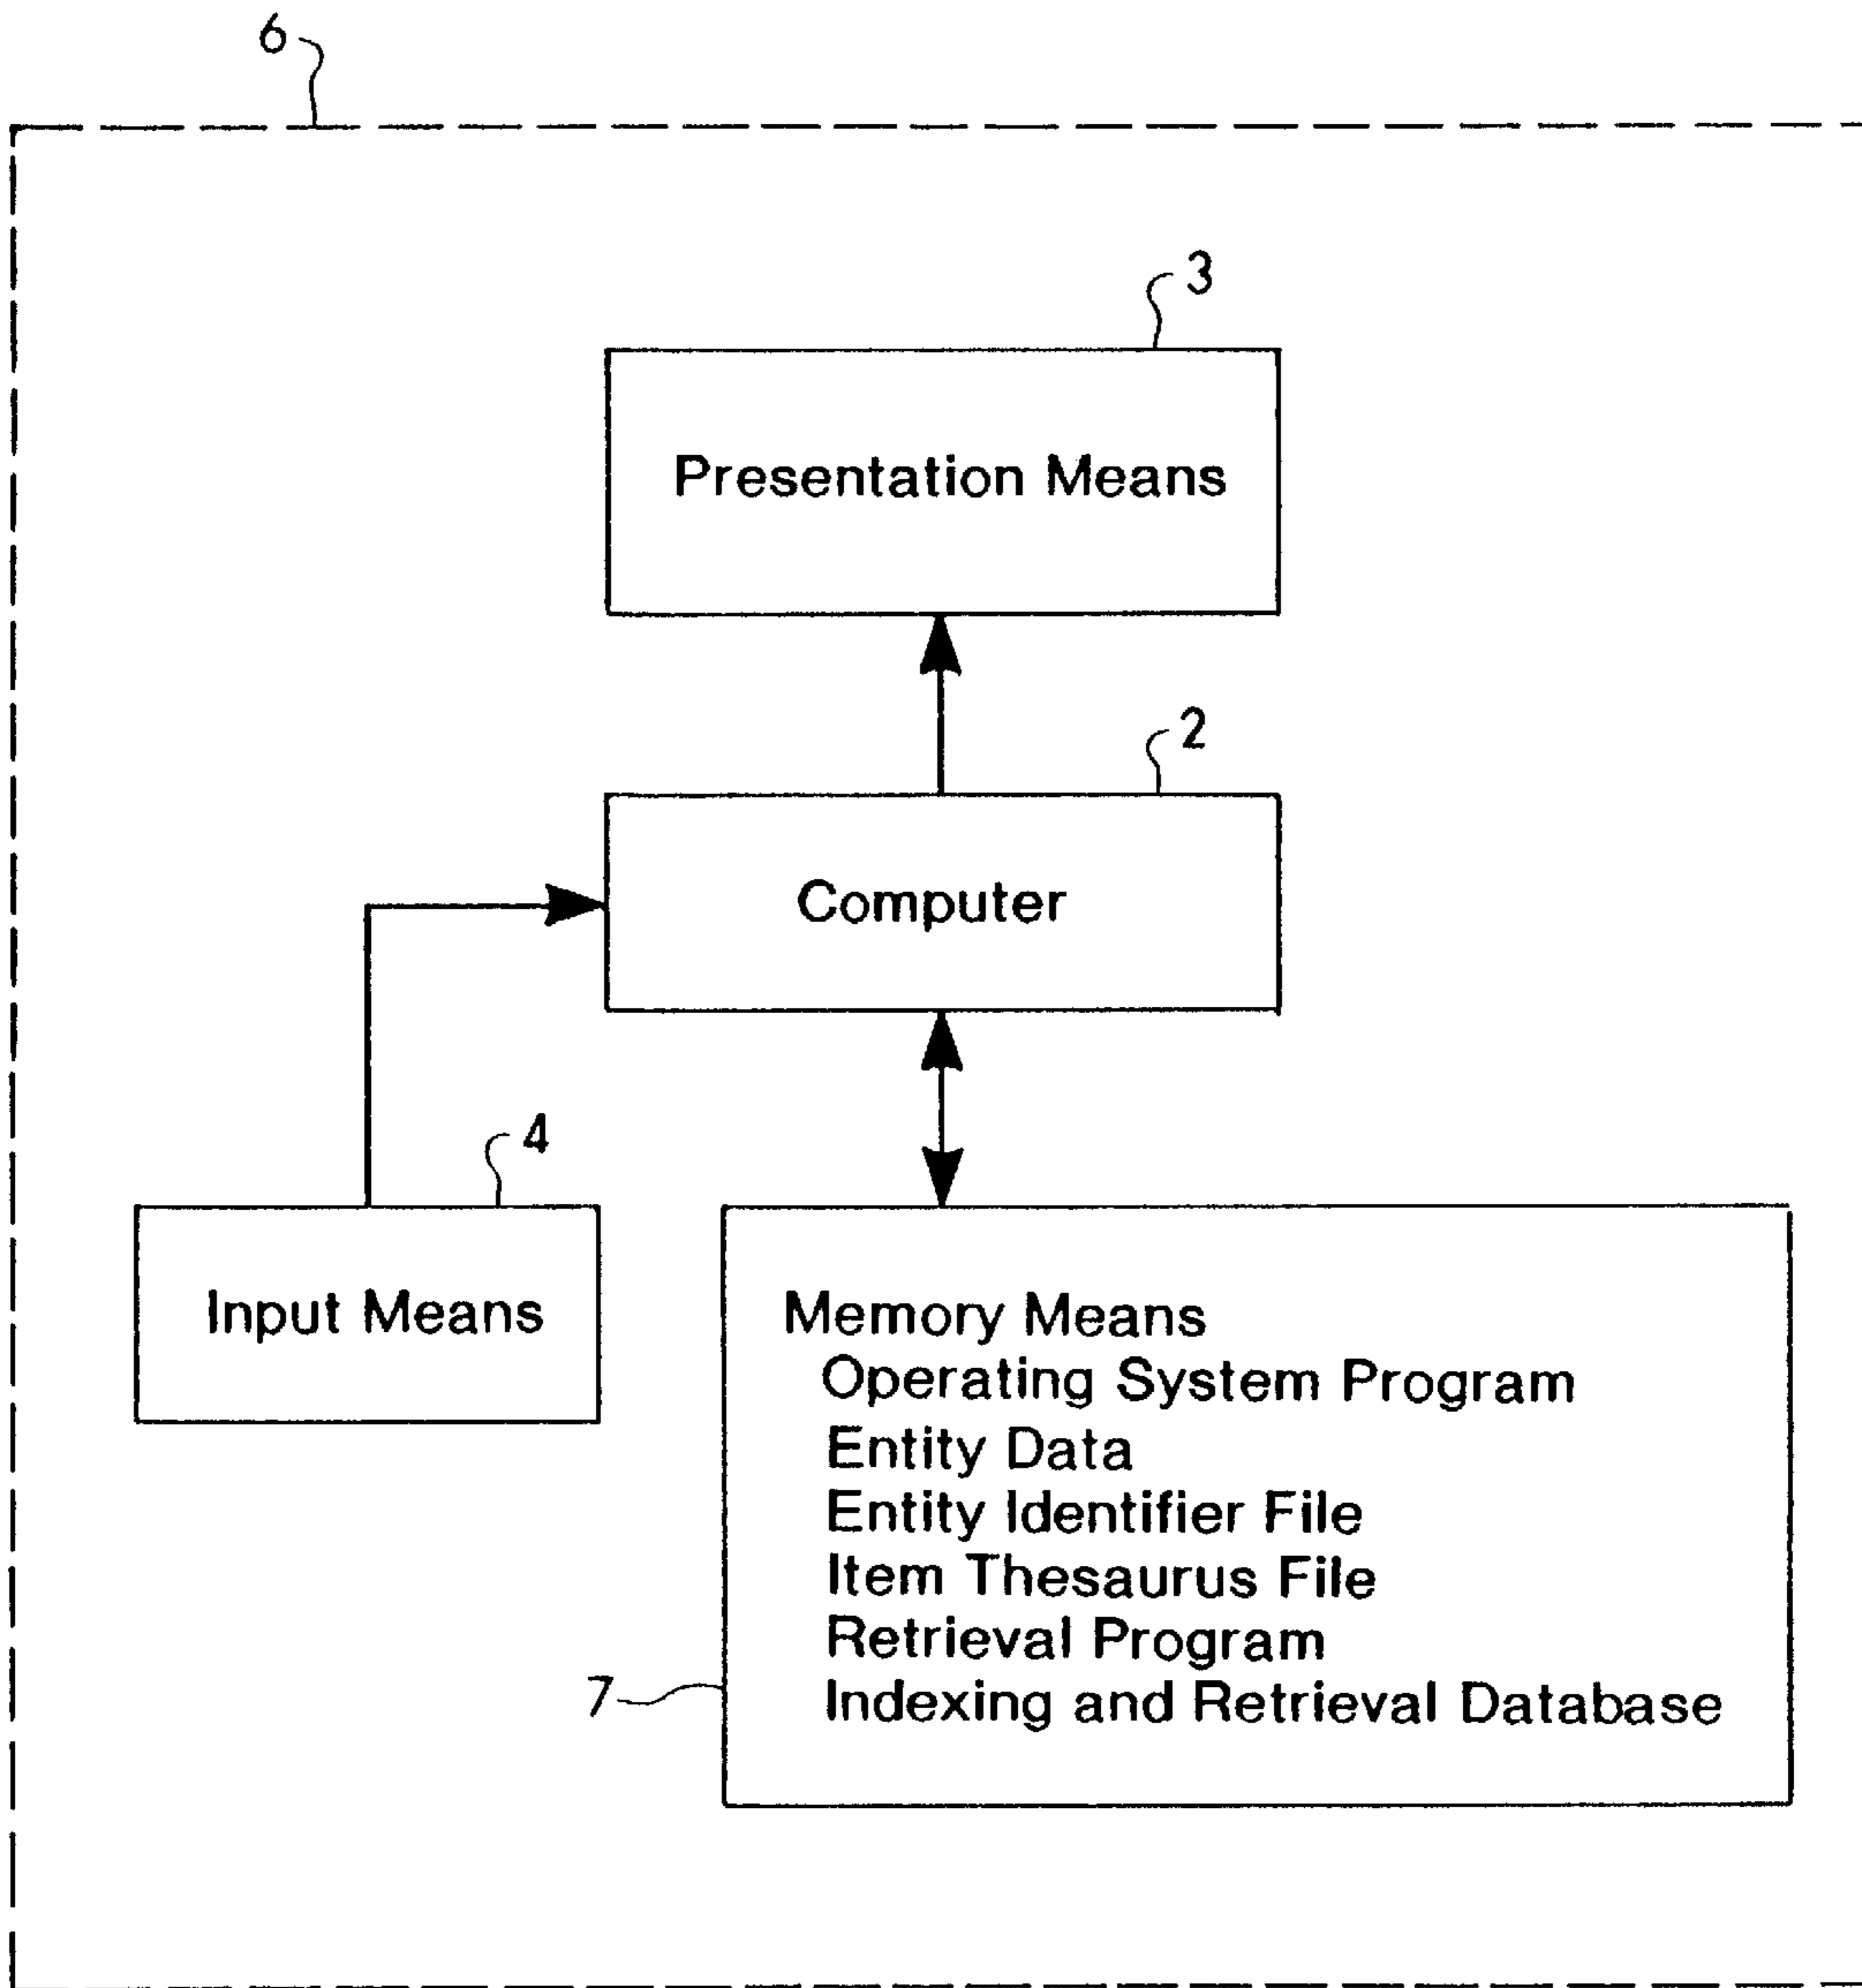 6
3
Presentation Means
2
Computer
4
Input Means
Memory Means
Operating System Program
Entity Data
Entity Identifier File
Item Thesaurus File
Retrieval Program
7
Indexing and Retrieval Database